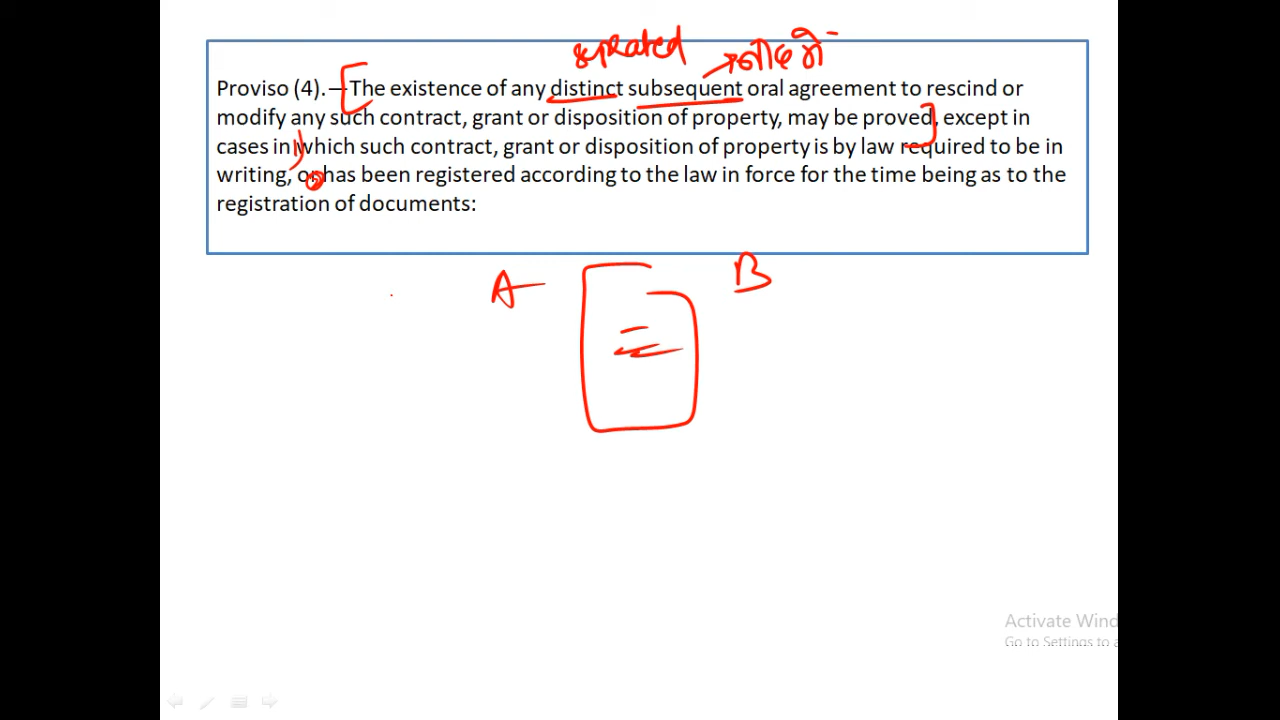 seprated
बाद में
Proviso (4).—The existence of any distinct subsequent oral agreement to rescind or
modify any such contract, grant or disposition of property, may be proved, except in
cases in which such contract, grant or disposition of property is by law required to be in
writing, or has been registered according to the law in force for the time being as to the
registration of documents:
1)
2
A
B
Activate Wind
Go to Settings to a